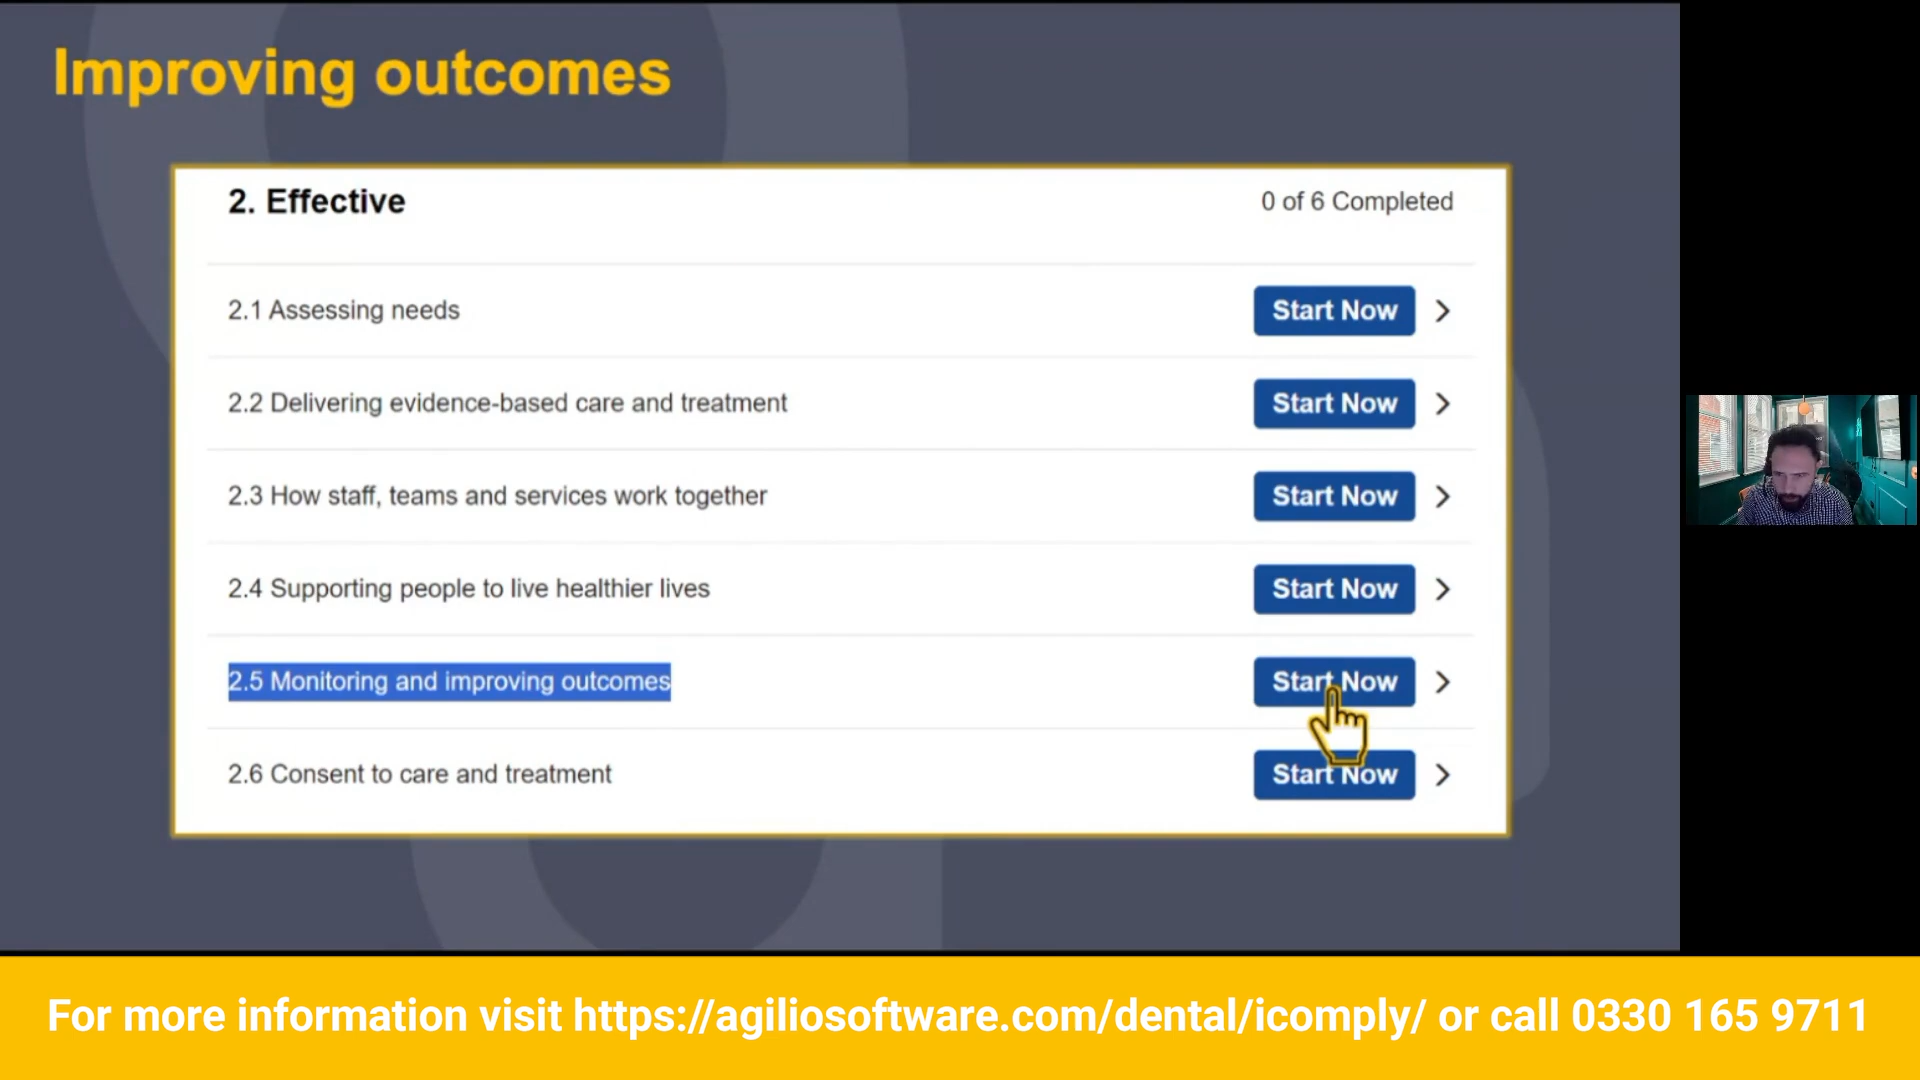 Improving outcomes
2. Effective
0 of 6 Completed
2.1 Assessing needs
Start Now
2.2 Delivering evidence-based care and treatment
Start Now
2.3 How staff, teams and services work together
Start Now
2.4 Supporting people to live healthier lives
Start Now
2.5 Monitoring and improving outcomes
Start Now
2.6 Consent to care and treatment
Start Now
For more information visit https://agiliosoftware.com/dental/icomply/ or call 0330 165 9711